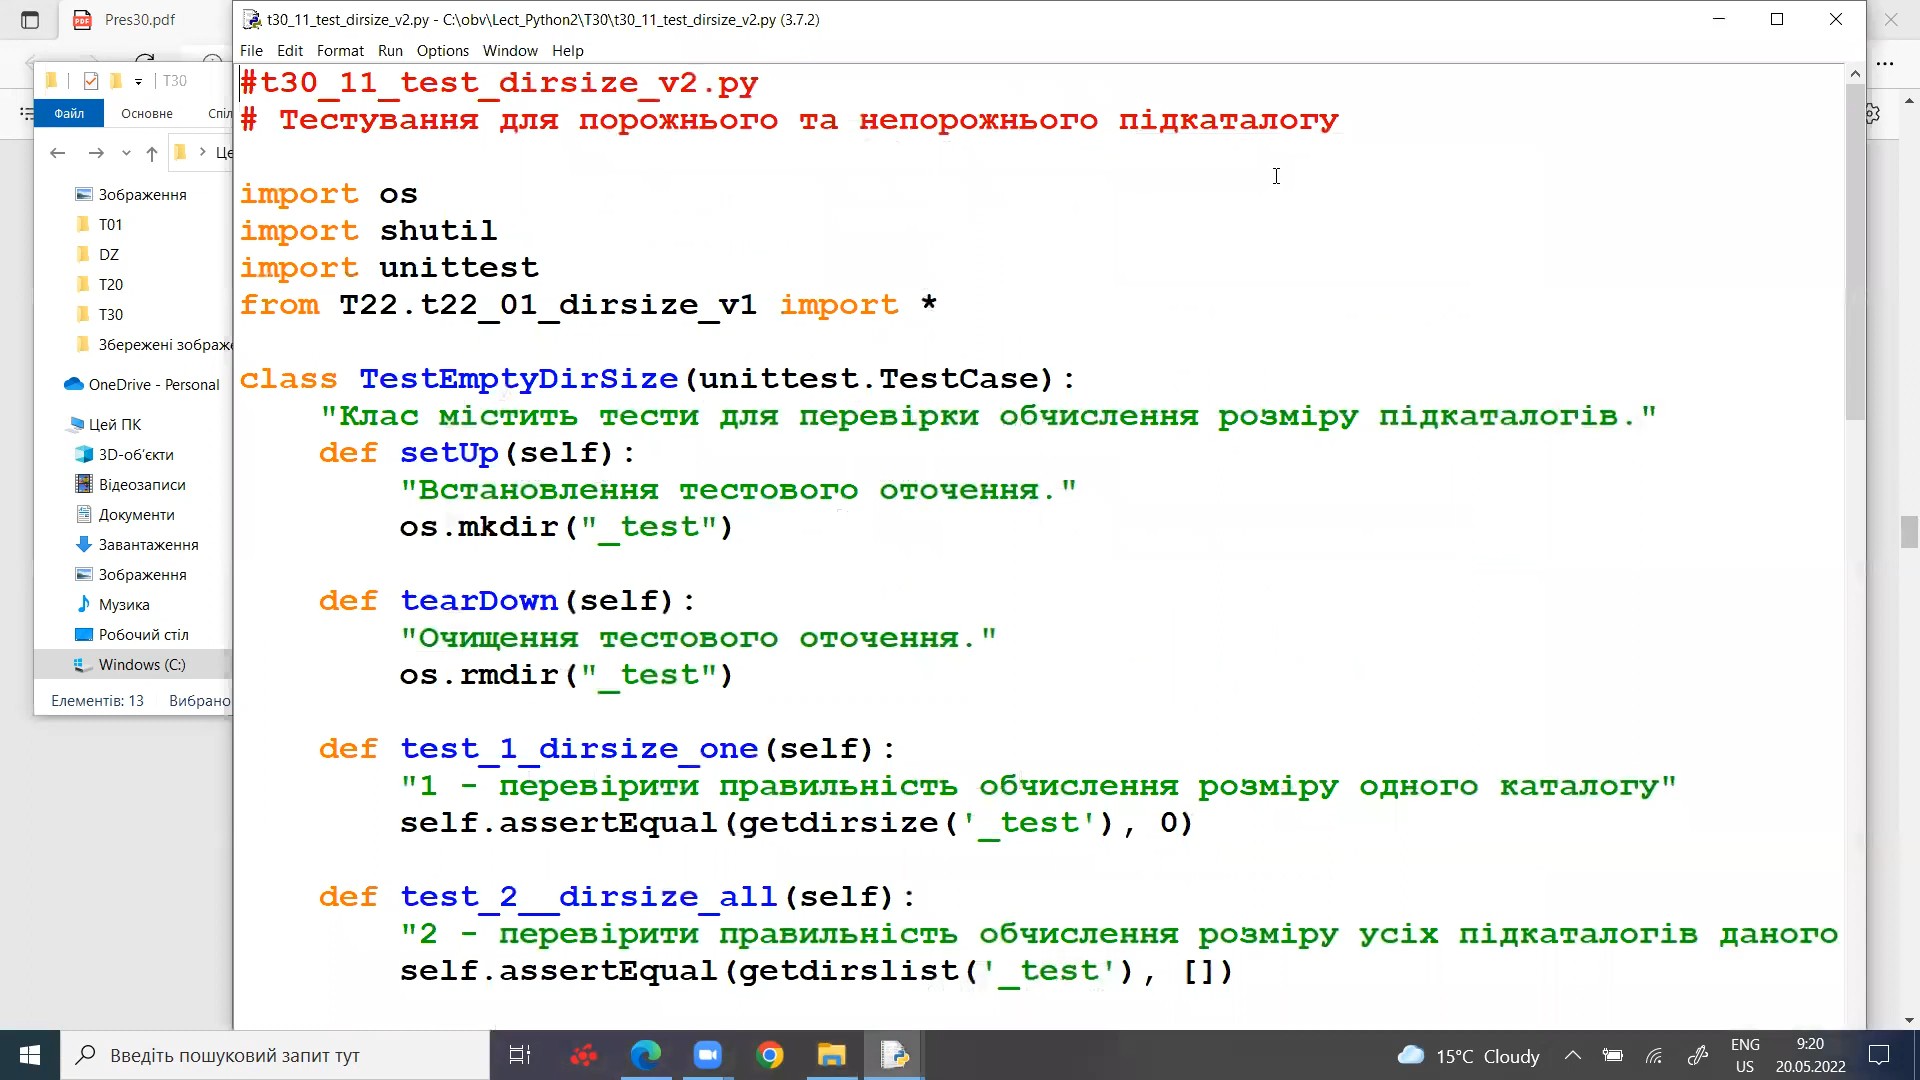 Pres30.pdf
t30_11_test_dirsize_v2.py - C:\obv\Lect_Python2\T30\t30_11_test_dirsize_v2.py (3.7.2)
File Edit Format Run Options Window Help
T30
Файл Основне Спіл
Це
Зображення
T01
DZ
T20
T30
Збережені зображе
OneDrive - Personal
Цей ПК
3D-об'єкти
Відеозаписи
Документи
Завантаження
Зображення
Музика
Робочий стіл
Windows (C:)
Елементів: 13 Вибрано
#t30_11_test_dirsize_v2.py
# Тестування для порожнього та непорожнього підкаталогу
import os
import shutil
import unittest
from T22.t22_01_dirsize_v1 import *
class TestEmptyDirSize(unittest.TestCase):
"Клас містить тести для перевірки обчислення розміру підкаталогів."
def setUp(self):
"Встановлення тестового оточення."
os.mkdir("_test")
def tearDown(self):
"Очищення тестового оточення."
os.rmdir("_test")
def test_1_dirsize_one(self):
"1 - перевірити правильність обчислення розміру одного каталогу"
self.assertEqual(getdirsize('_test'), 0)
def test_2__dirsize_all(self):
"2 - перевірити правильність обчислення розміру усіх підкаталогів даного
self.assertEqual(getdirslist('_test'), [])
Введіть пошуковий запит тут
15°C Cloudy
ENG
US
9:20
20.05.2022